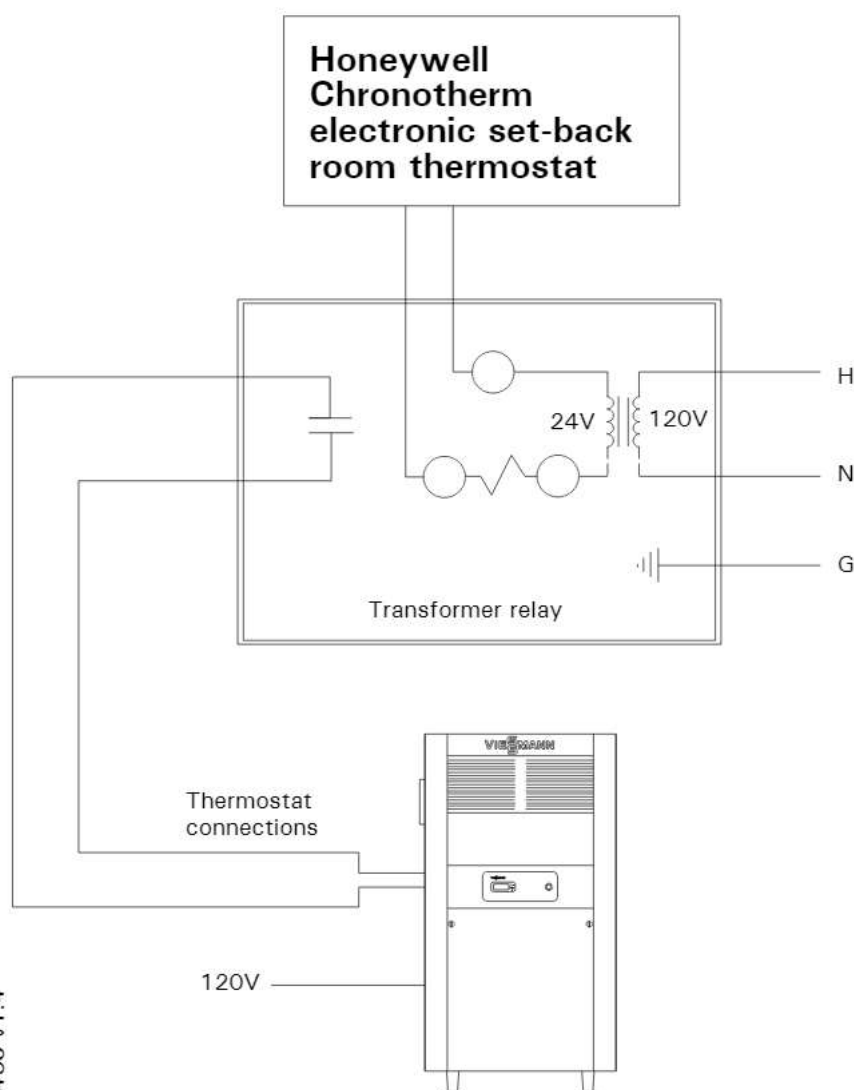 Honeywell
Chronotherm
electronic set-back
room thermostat
H
24V
120V
N
G
Transformer relay
VIESMANN
Thermostat
connections
120V